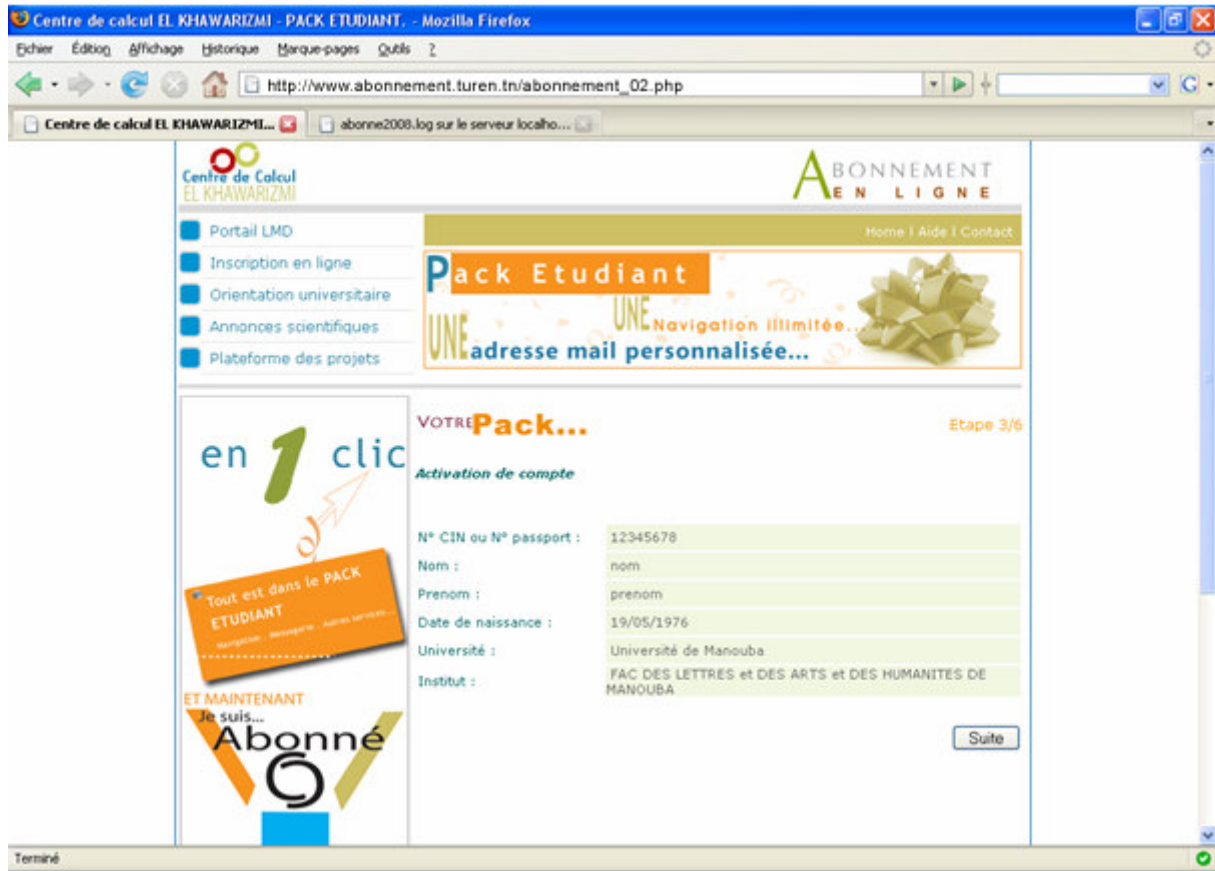 Centre de calcul EL KHAWARIZMI - PACK ETUDIANT. - Mozilla Firefox
Fichier Édition Affichage Historique Marque-pages Outils ?
http://www.abonnement.turen.tn/abonnement_02.php
G
Centre de calcul EL KHAWARIZMI... abonne2008.log sur le serveur localho...
Centre de Calcul
EL KHAWARIZMI
ABONNEMENT
EN LIGNE
Portail LMD
Inscription en ligne
Orientation universitaire
Annonces scientifiques
Plateforme des projets
Home I Aide I Contact
Pack Etudiant
UNE Navigation illimitée...
UNE adresse mail personnalisée...
en 1 clic
Tout est dans le PACK
ETUDIANT
Navigation . Messagerie . Autres services...
ET MAINTENANT
Je suis...
Abonné
VOTRE Pack...
Etape 3/6
Activation de compte
N° CIN ou N° passport : 12345678
Nom : nom
Prenom : prenom
Date de naissance : 19/05/1976
Université : Université de Manouba
Institut : FAC DES LETTRES et DES ARTS et DES HUMANITES DE
MANOUBA
Suite
Terminé